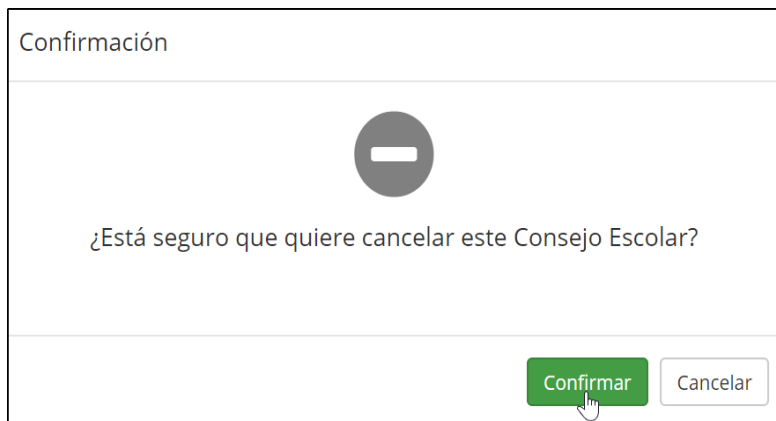 Confirmación
¿Está seguro que quiere cancelar este Consejo Escolar?
Confirmar
Cancelar